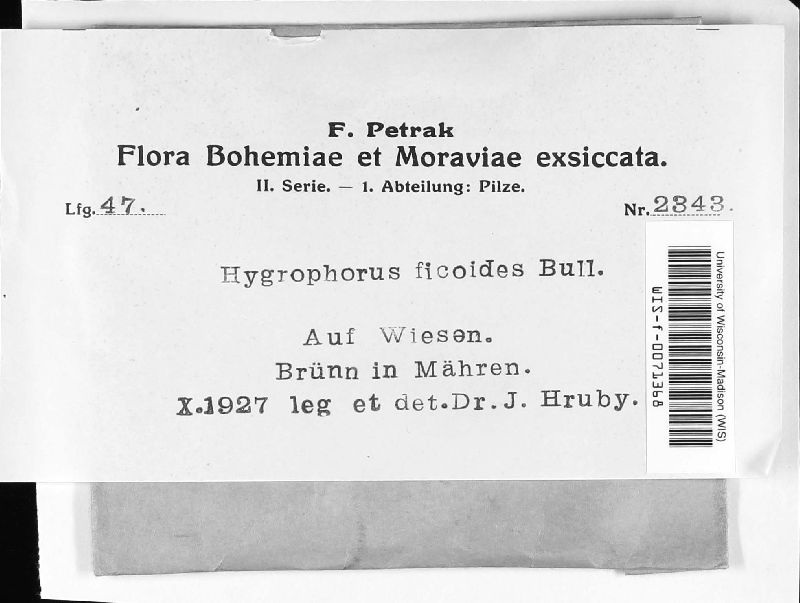 F. Petrak
Flora Bohemiae et Moraviae exsiccata.
II. Serie. — 1. Abteilung: Pilze.
Lfg. 47.
Nr. 2343.
Hygrophorus ficoides Bull.
Auf Wiesen.
Brünn in Mähren.
X.1927 leg et det.Dr.J. Hruby.
University of Wisconsin-Madison (WIS)
WIS-f-0071368